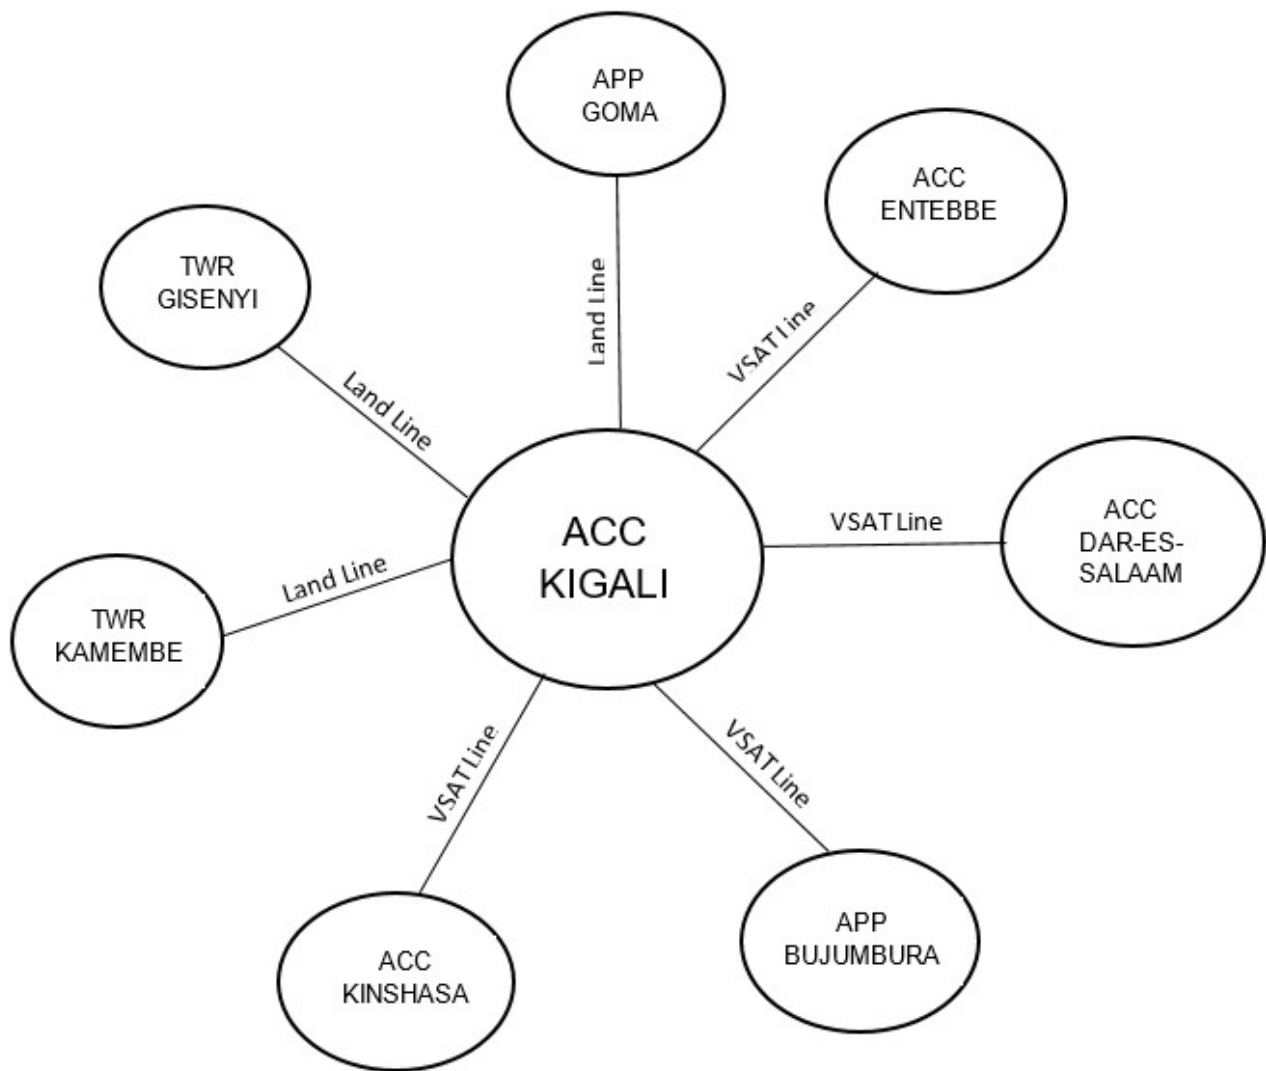 APP
GOMA
ACC
ENTEBBE
TWR
GISENYI
Land Line
VSAT Line
Land Line
ACC
DAR-ES-
SALAAM
VSAT Line
ACC
KIGALI
Land Line
TWR
KAMEMBE
VSAT Line
VSAT Line
APP
BUJUMBURA
ACC
KINSHASA